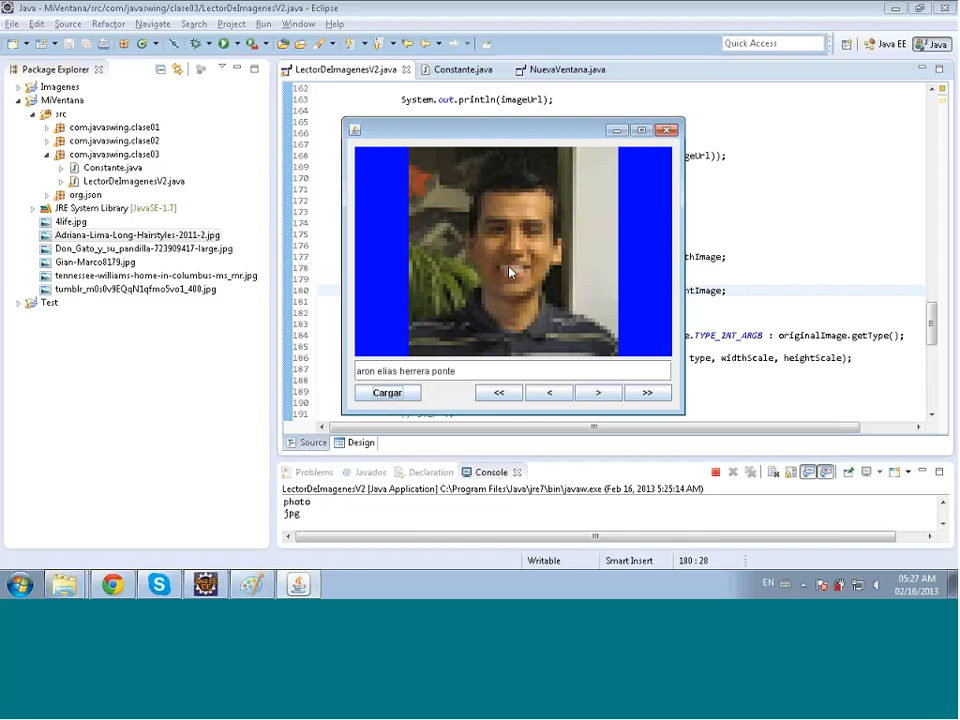 Java - MiVentana/src/com/javaswing/clase03/LectorDeImagenesV2.java - Eclipse
File Edit Source Refactor Navigate Search Project Run Window Help
Quick Access
Java EE
Java
Package Explorer
LectorDeImagenesV2.java
Constante.java
NuevaVentana.java
Imagenes
MiVentana
src
com.javaswing.clase01
com.javaswing.clase02
com.javaswing.clase03
Constante.java
LectorDeImagenesV2.java
org.json
JRE System Library [JavaSE-1.7]
4life.jpg
Adriana-Lima-Long-Hairstyles-2011-2.jpg
Don_Gato_y_su_pandilla-723909417-large.jpg
Gian-Marco8179.jpg
tennessee-williams-home-in-columbus-ms_mr.jpg
tumblr_m0s0v9EQqN1qfmo5vo1_400.jpg
Test
162
163 System.out.println(imageUrl);
164
165
166
167
168 geUrl));
169
170
171
172
173
174
175
176
177 thImage;
178
179
180 ntImage;
181
182
183
184 e.TYPE_INT_ARGB : originalImage.getType();
185
186 type, widthScale, heightScale);
187
188
189
190
191
aron elias herrera ponte
Cargar << < > >>
Source Design
Problems Javadoc Declaration Console
LectorDeImagenesV2 [Java Application] C:\Program Files\Java\jre7\bin\javaw.exe (Feb 16, 2013 5:25:14 AM)
photo
jpg
Writable Smart Insert 180 : 28
EN
05:27 AM
02/16/2013